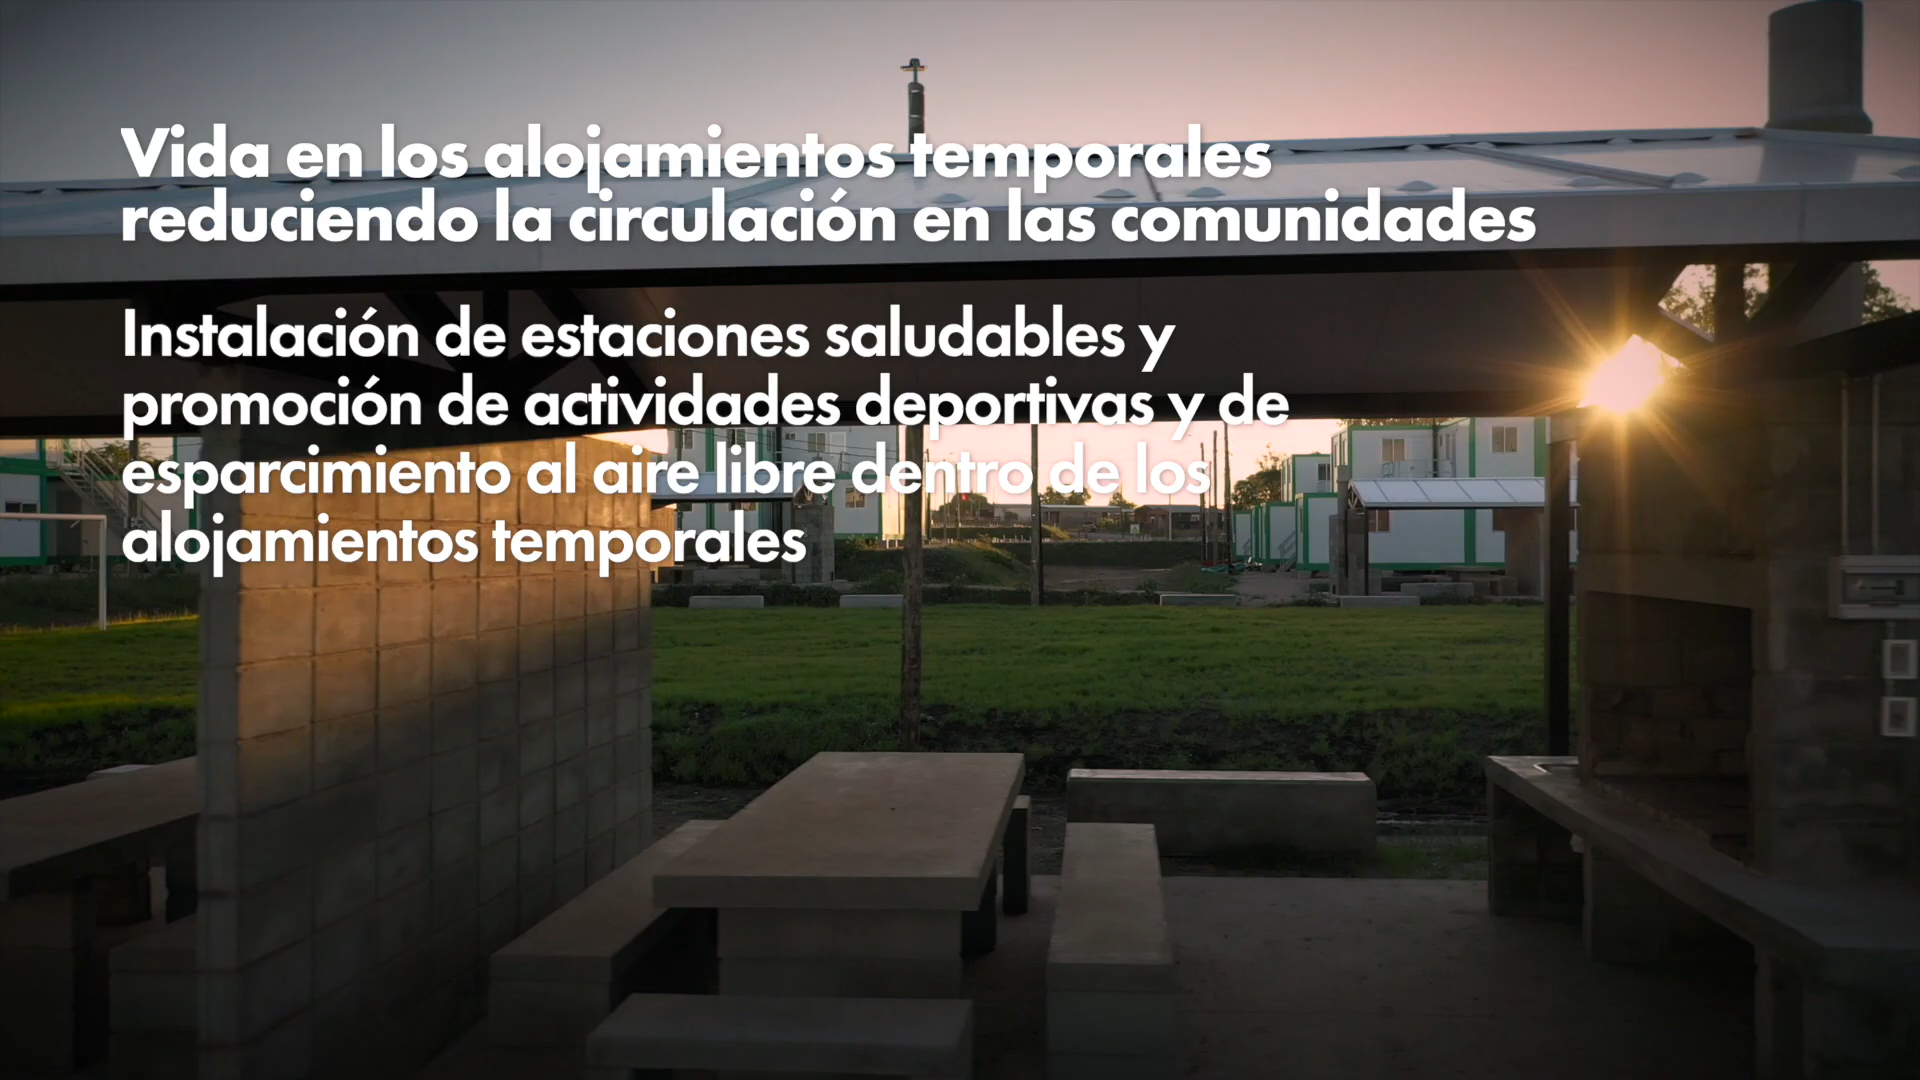 Vida en los alojamientos temporales
reduciendo la circulación en las comunidades
Instalación de estaciones saludables y
promoción de actividades deportivas y de
esparcimiento al aire libre dentro de los
alojamientos temporales